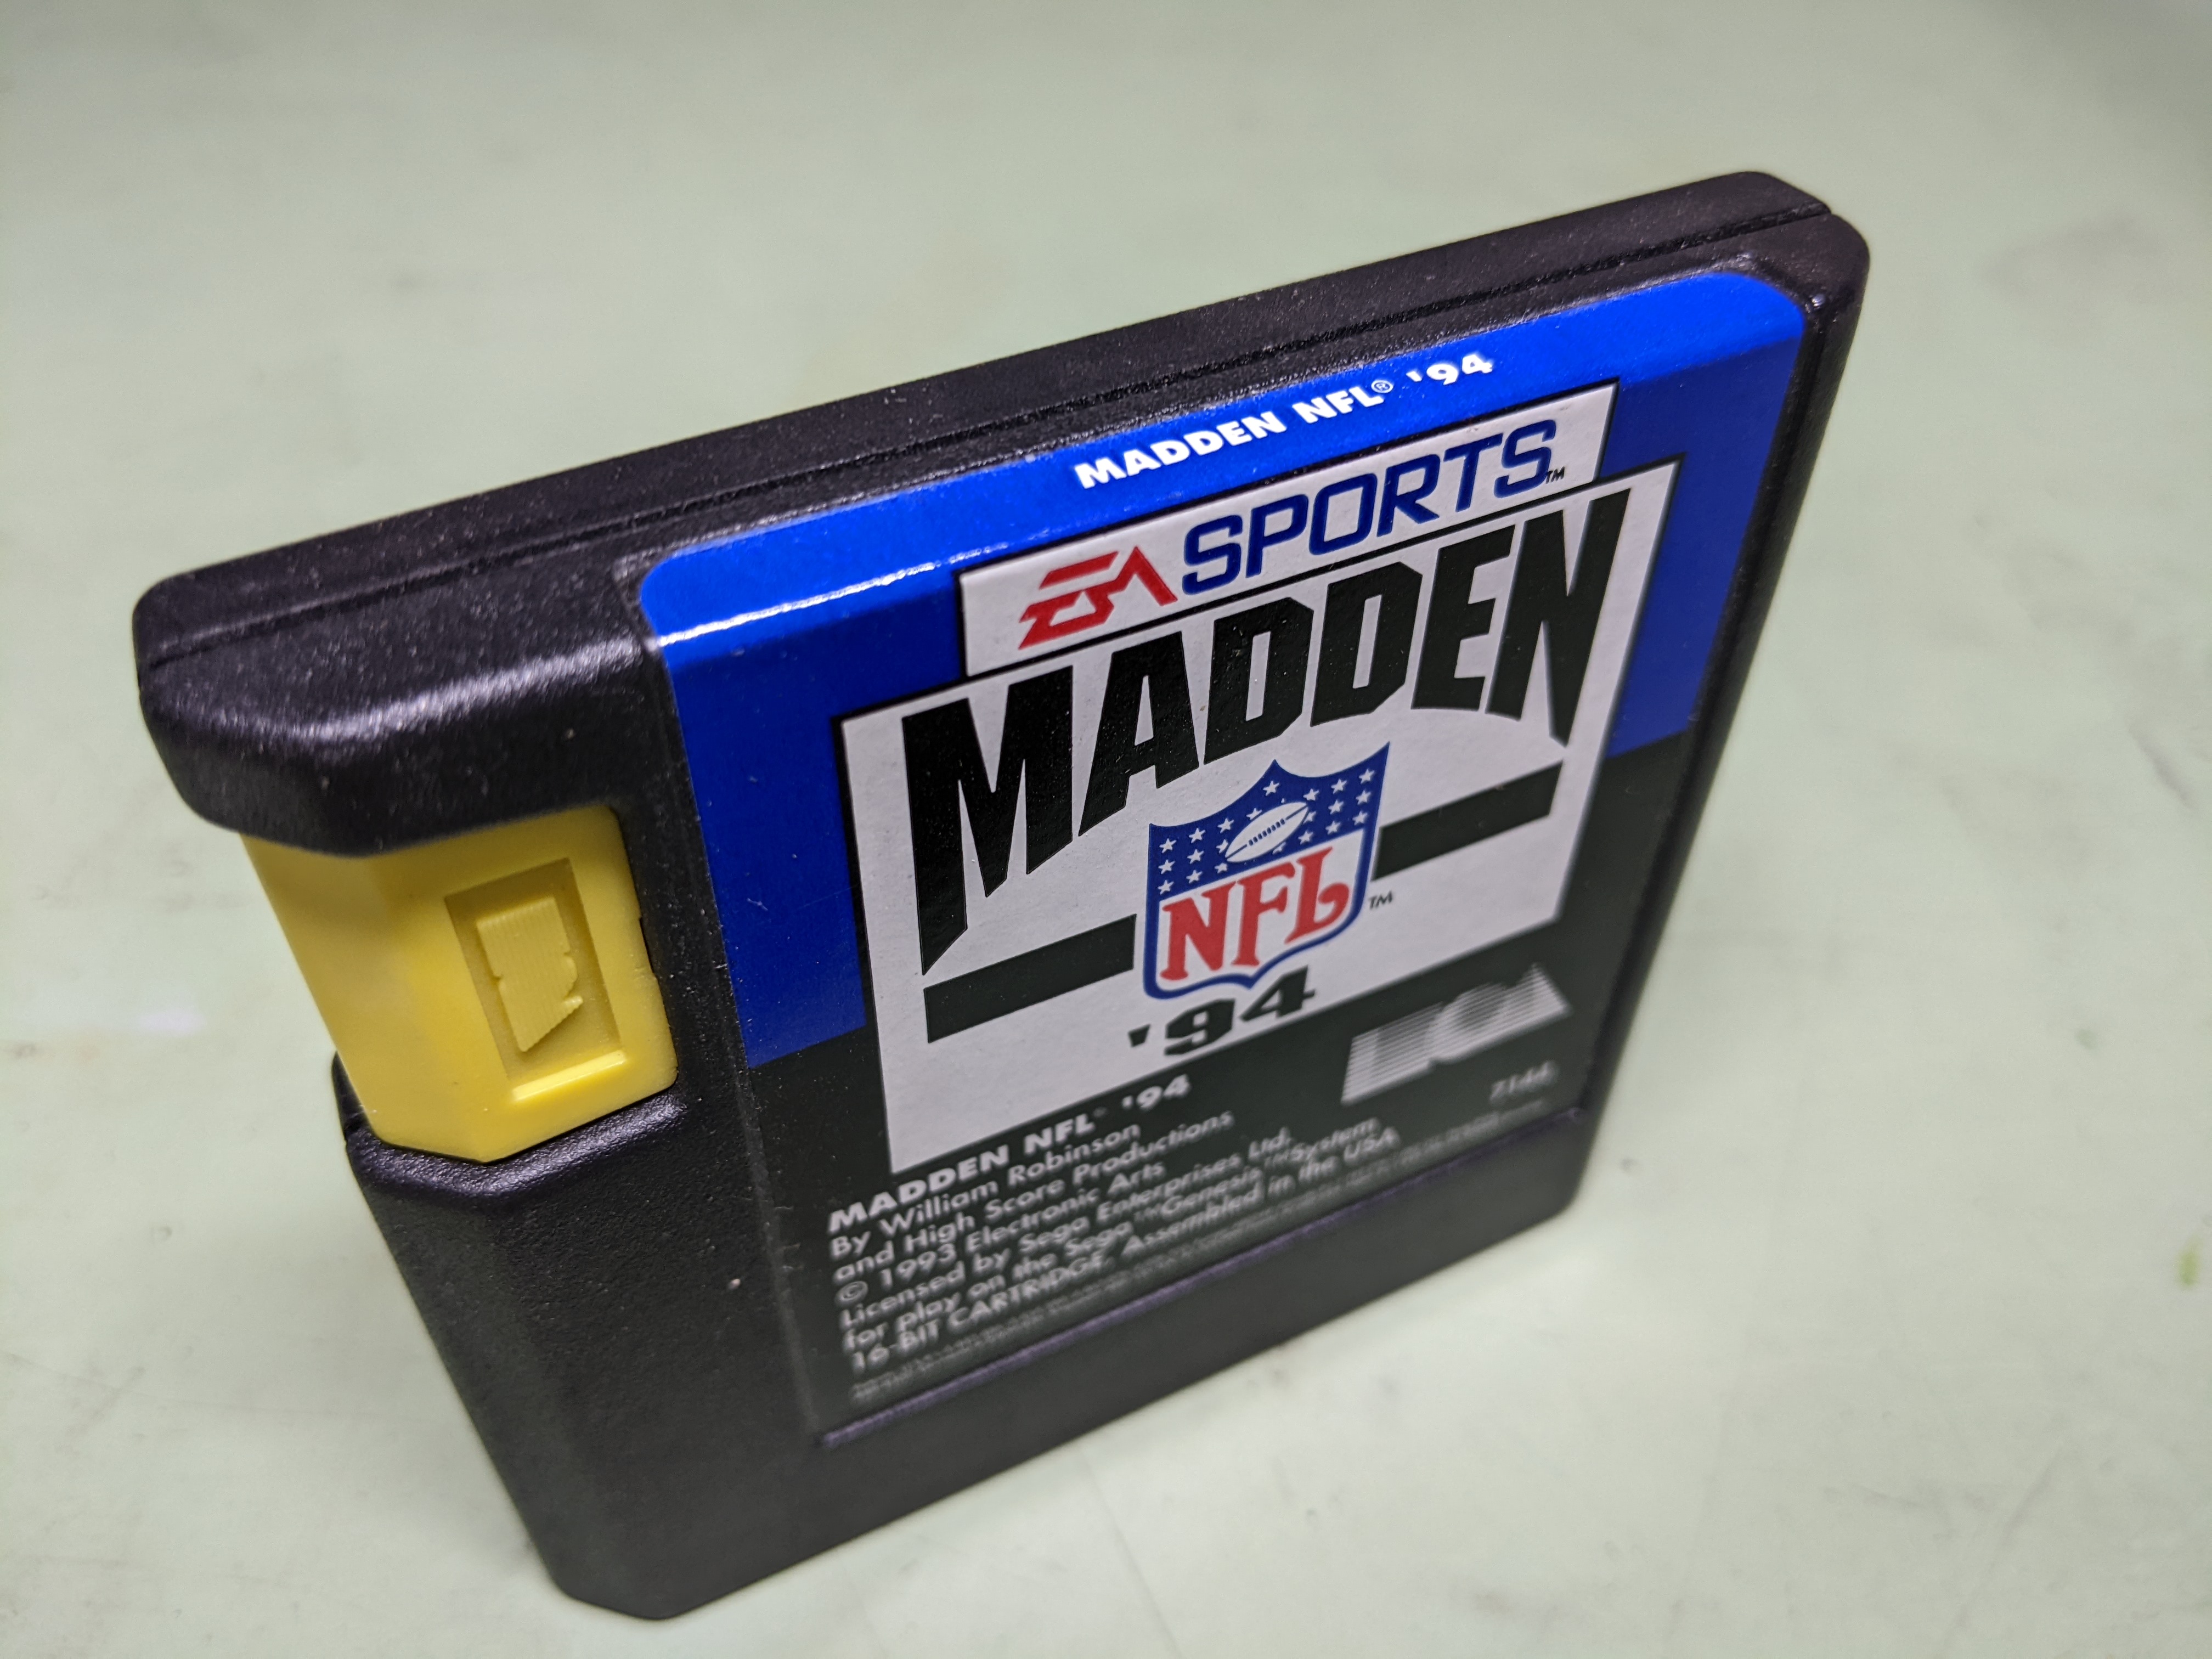 MADDEN NFL® '94
EA SPORTS™
MADDEN
NFL™
'94
EOA
MADDEN NFL® '94
By William Robinson
and High Score Productions
© 1993 Electronic Arts
Licensed by Sega Enterprises Ltd.
for play on the Sega™ Genesis™ System
16-BIT CARTRIDGE. Assembled in the USA